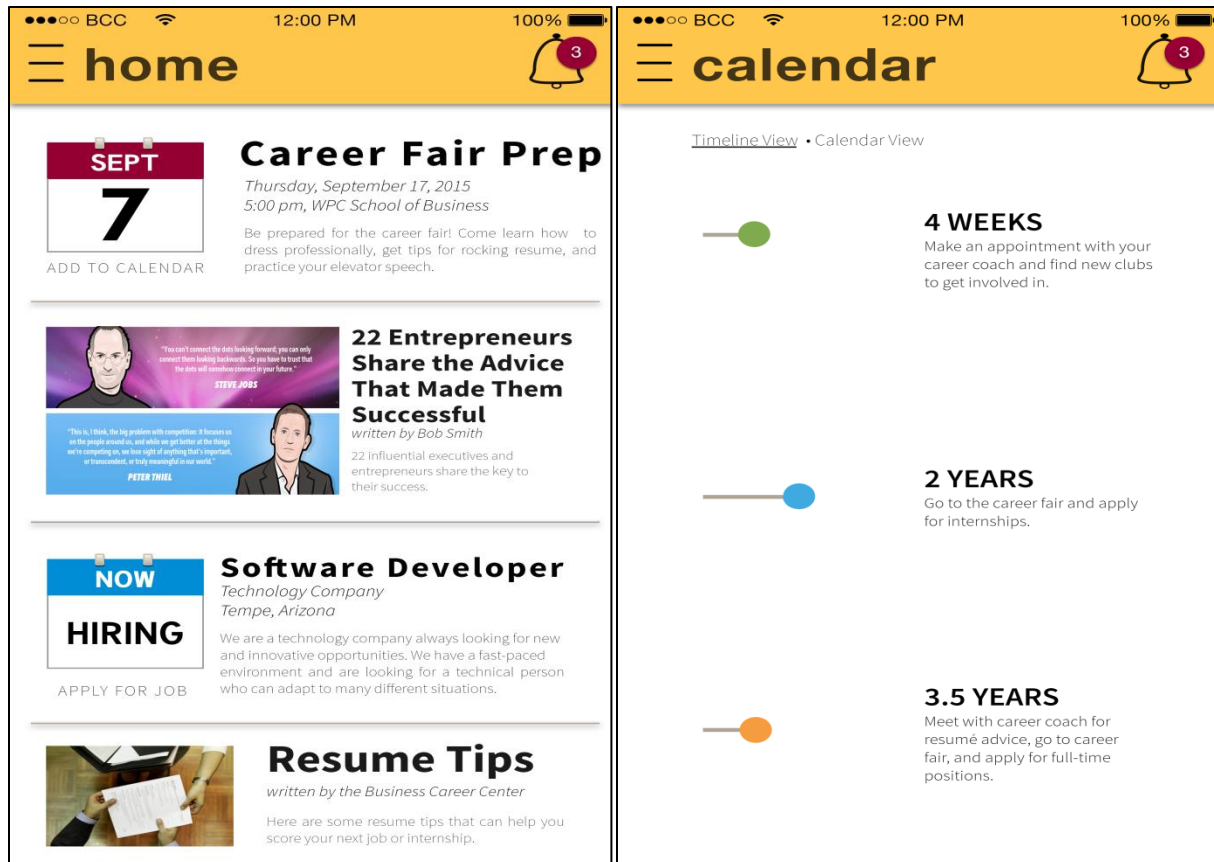 BCC 12:00 PM 100%
home 3
SEPT
7
ADD TO CALENDAR
Career Fair Prep
Thursday, September 17, 2015
5:00 pm, WPC School of Business
Be prepared for the career fair! Come learn how to
dress professionally, get tips for rocking resume, and
practice your elevator speech.
"You can't connect the dots looking forward; you can only
connect them looking backwards. So you have to trust that
the dots will somehow connect in your future."
STEVE JOBS
"This is, I think, the big problem with competition: it focuses us
on the people around us, and while we get better at the things
we're competing on, we lose sight of anything that's important,
or transcendent, or truly meaningful in our world."
PETER THIEL
22 Entrepreneurs
Share the Advice
That Made Them
Successful
written by Bob Smith
22 influential executives and
entrepreneurs share the key to
their success.
NOW
HIRING
APPLY FOR JOB
Software Developer
Technology Company
Tempe, Arizona
We are a technology company always looking for new
and innovative opportunities. We have a fast-paced
environment and are looking for a technical person
who can adapt to many different situations.
Resume Tips
written by the Business Career Center
Here are some resume tips that can help you
score your next job or internship.
BCC 12:00 PM 100%
calendar 3
Timeline View • Calendar View
4 WEEKS
Make an appointment with your
career coach and find new clubs
to get involved in.
2 YEARS
Go to the career fair and apply
for internships.
3.5 YEARS
Meet with career coach for
resumé advice, go to career
fair, and apply for full-time
positions.